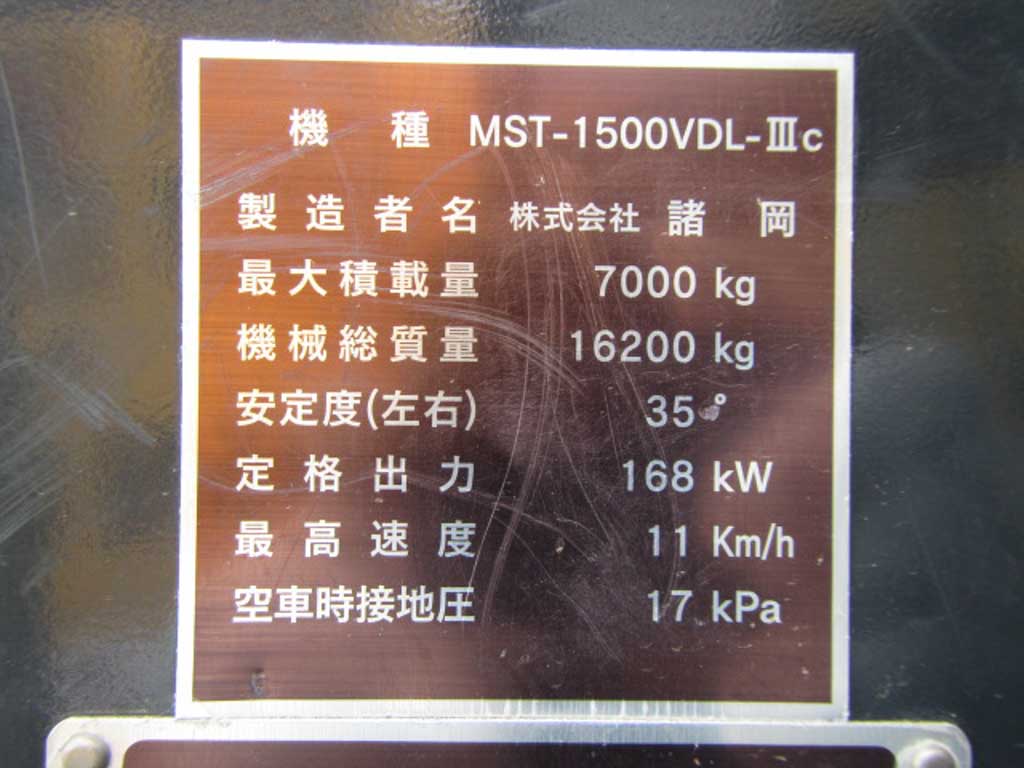 機種 MST-1500VDL-Ⅲc
製造者名 株式会社 諸岡
最大積載量 7000 kg
機械総質量 16200 kg
安定度(左右) 35°
定格出力 168 kW
最高速度 11 Km/h
空車時接地圧 17 kPa